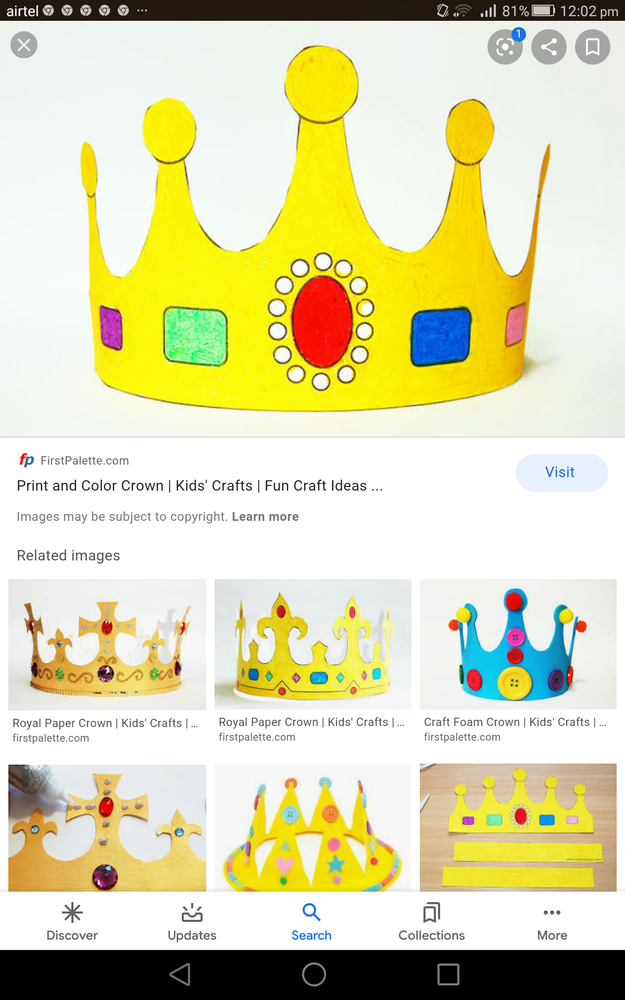 airtel ... 81% 12:02 pm
1
fp FirstPalette.com
Visit
Print and Color Crown | Kids' Crafts | Fun Craft Ideas ...
Images may be subject to copyright. Learn more
Related images
Royal Paper Crown | Kids' Crafts | ...
firstpalette.com
Royal Paper Crown | Kids' Crafts | ...
firstpalette.com
Craft Foam Crown | Kids' Crafts | ...
firstpalette.com
Discover
Updates
Search
Collections
More